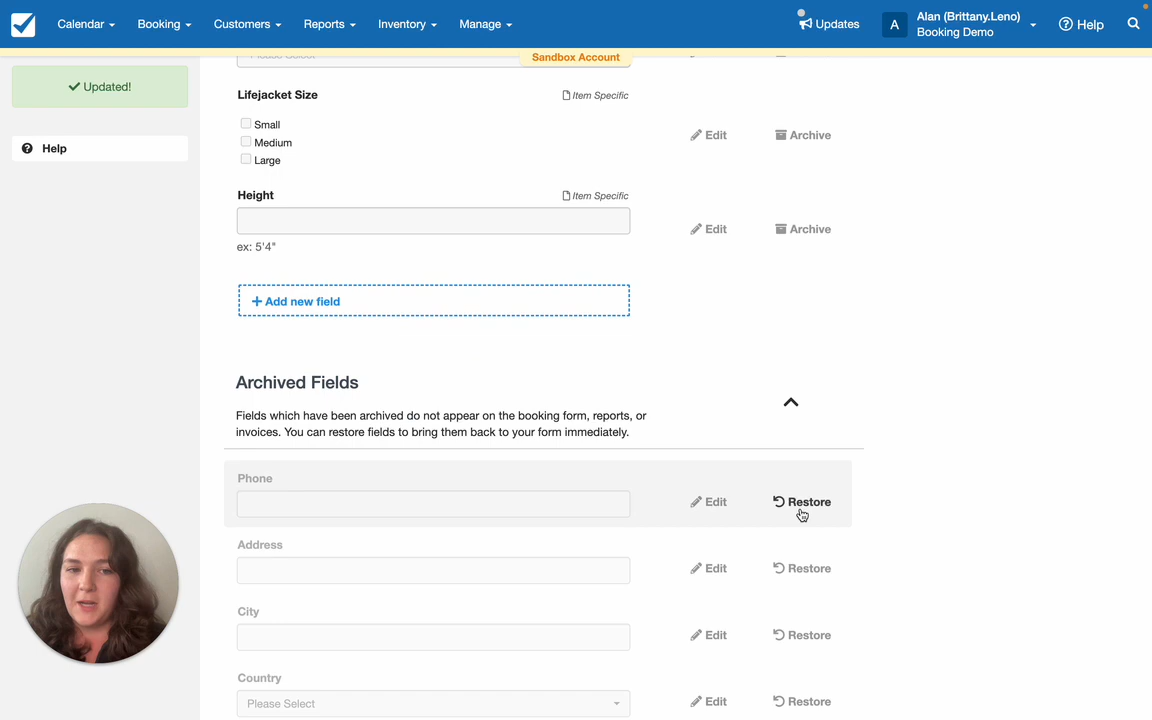 Calendar Booking Customers Reports Inventory Manage Updates A Alan (Brittany.Leno) Help
Booking Demo
Please Select
Sandbox Account
Updated!
Help
Lifejacket Size Item Specific
Small
Medium
Large
Edit Archive
Height Item Specific
Edit Archive
ex: 5'4"
+ Add new field
Archived Fields
Fields which have been archived do not appear on the booking form, reports, or
invoices. You can restore fields to bring them back to your form immediately.
Phone
Edit Restore
Address
Edit Restore
City
Edit Restore
Country
Please Select Edit Restore